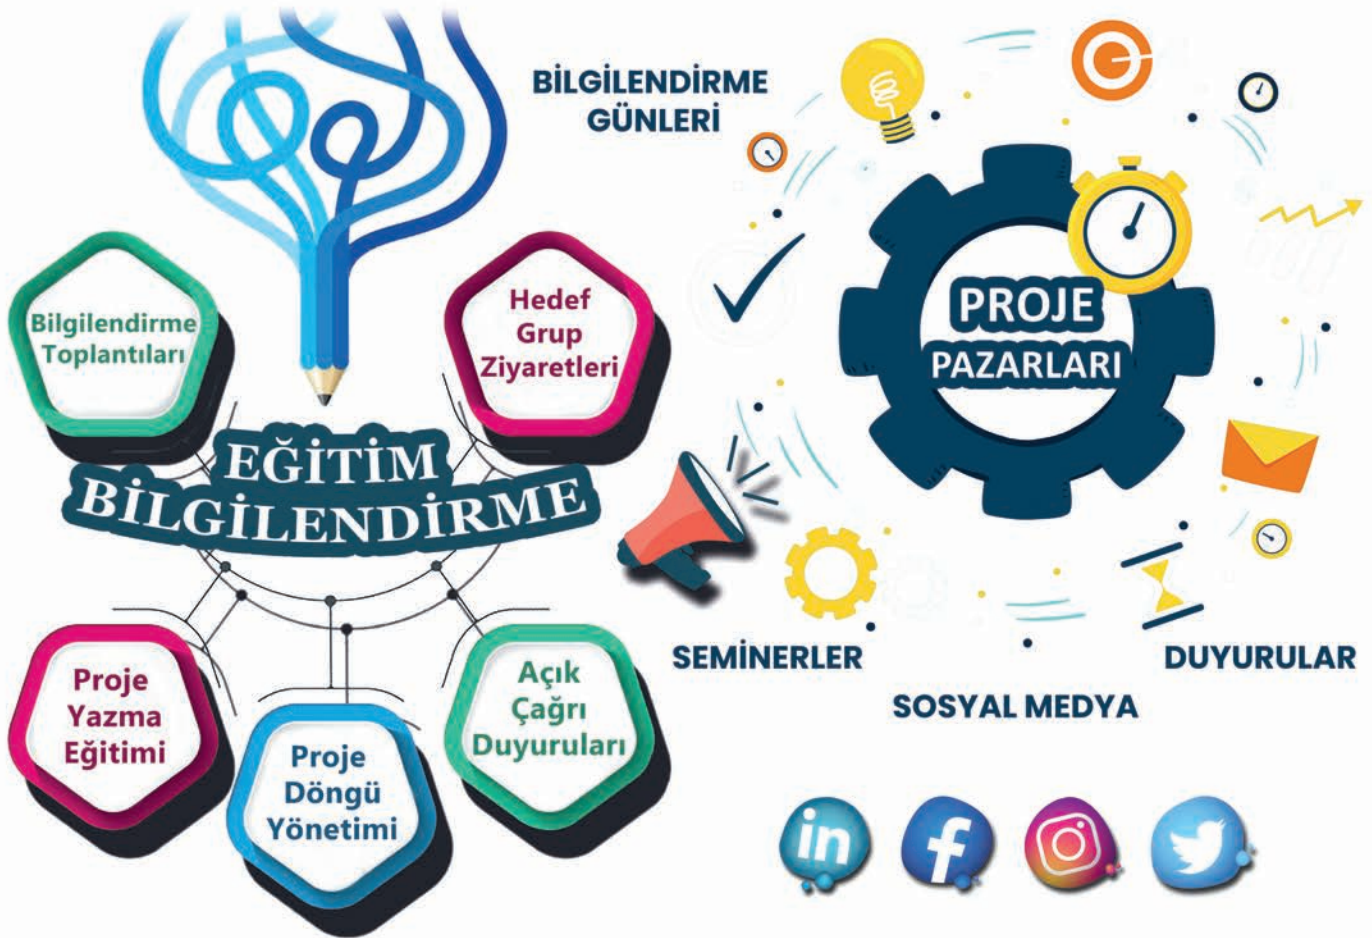 BİLGİLENDİRME
GÜNLERİ
Bilgilendirme
Toplantıları
Hedef
Grup
Ziyaretleri
EĞİTİM
BİLGİLENDİRME
Proje
Yazma
Eğitimi
Proje
Döngü
Yönetimi
Açık
Çağrı
Duyuruları
PROJE
PAZARLARI
SEMİNERLER
SOSYAL MEDYA
DUYURULAR
in
f